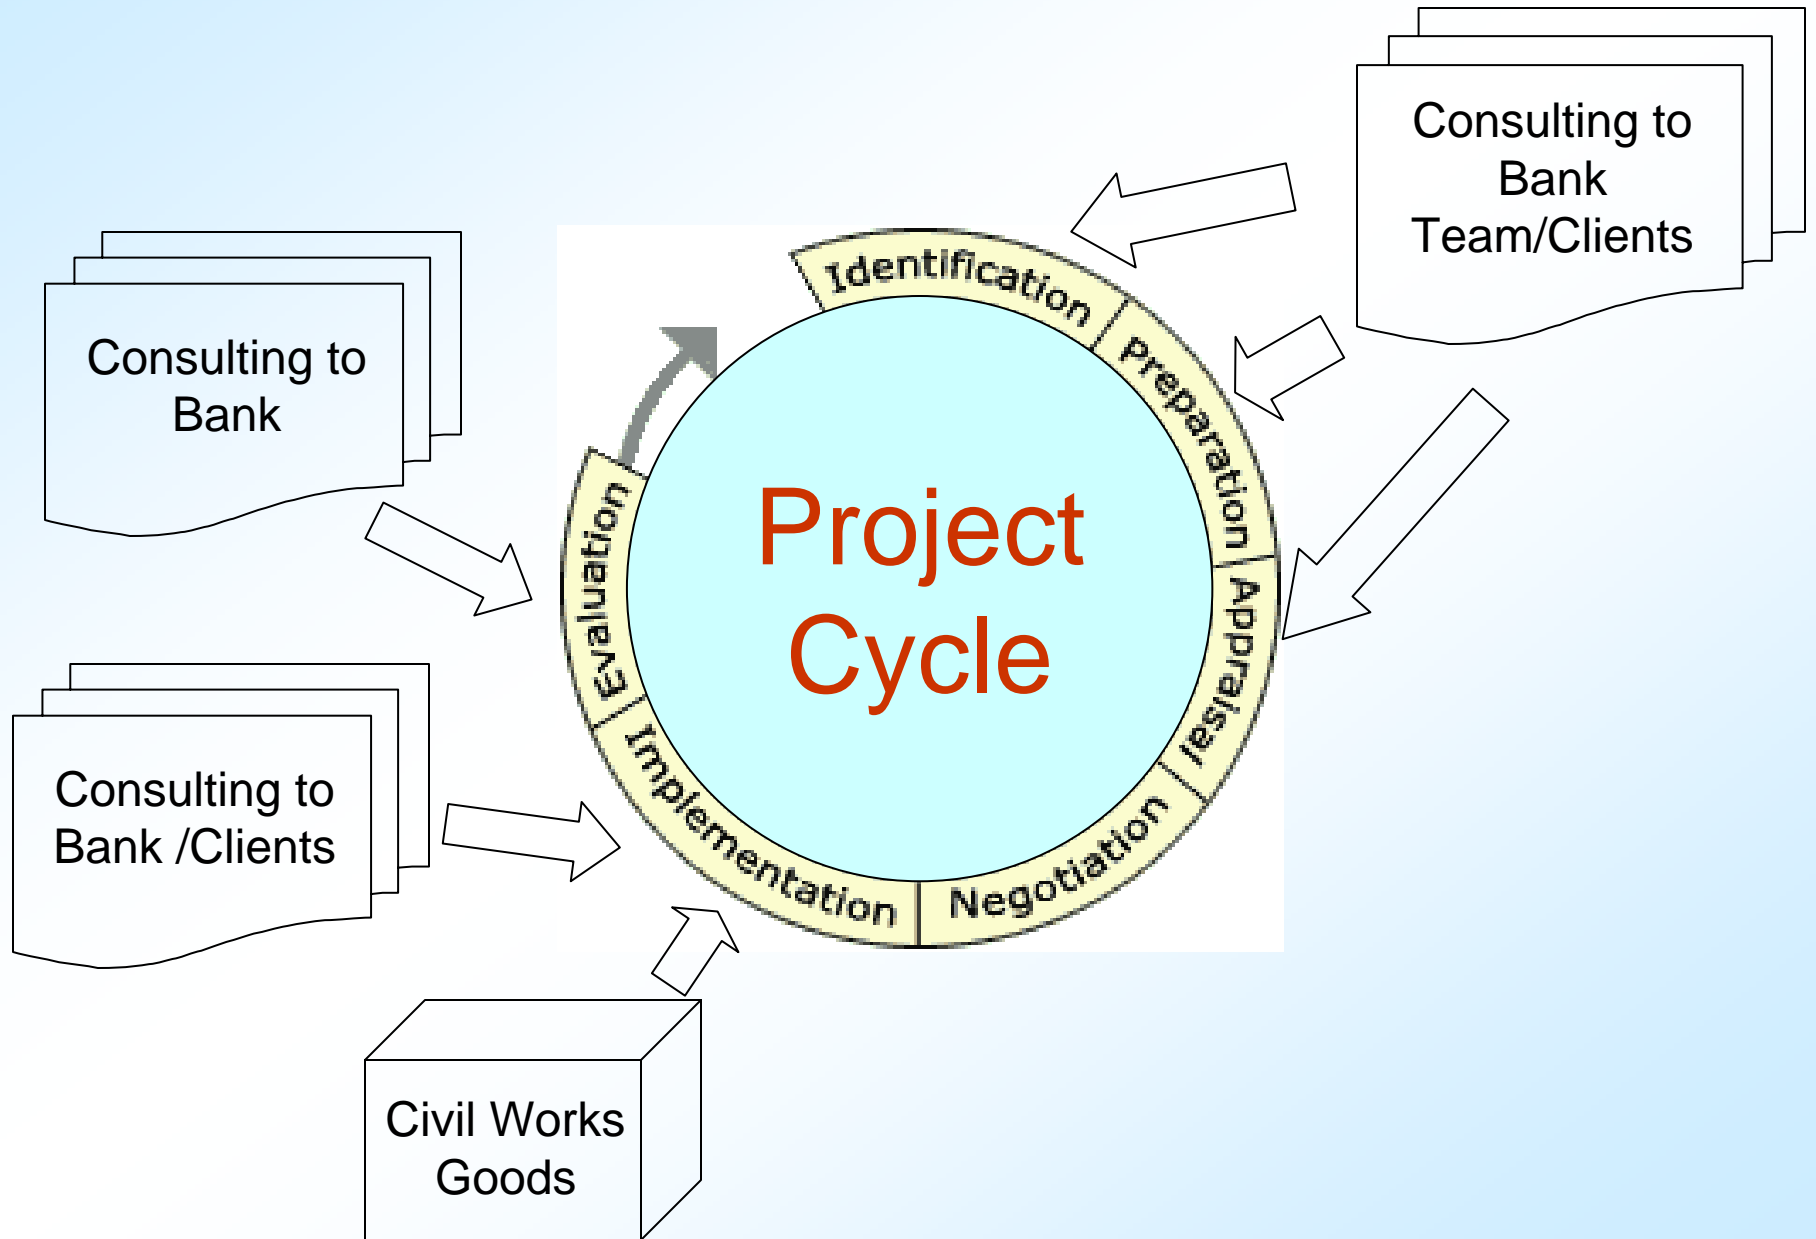 Consulting to
Bank
Team/Clients
Identification
Preparation
Appraisal
Negotiation
Implementation
Evaluation
Project
Cycle
Consulting to
Bank
Consulting to
Bank /Clients
Civil Works
Goods